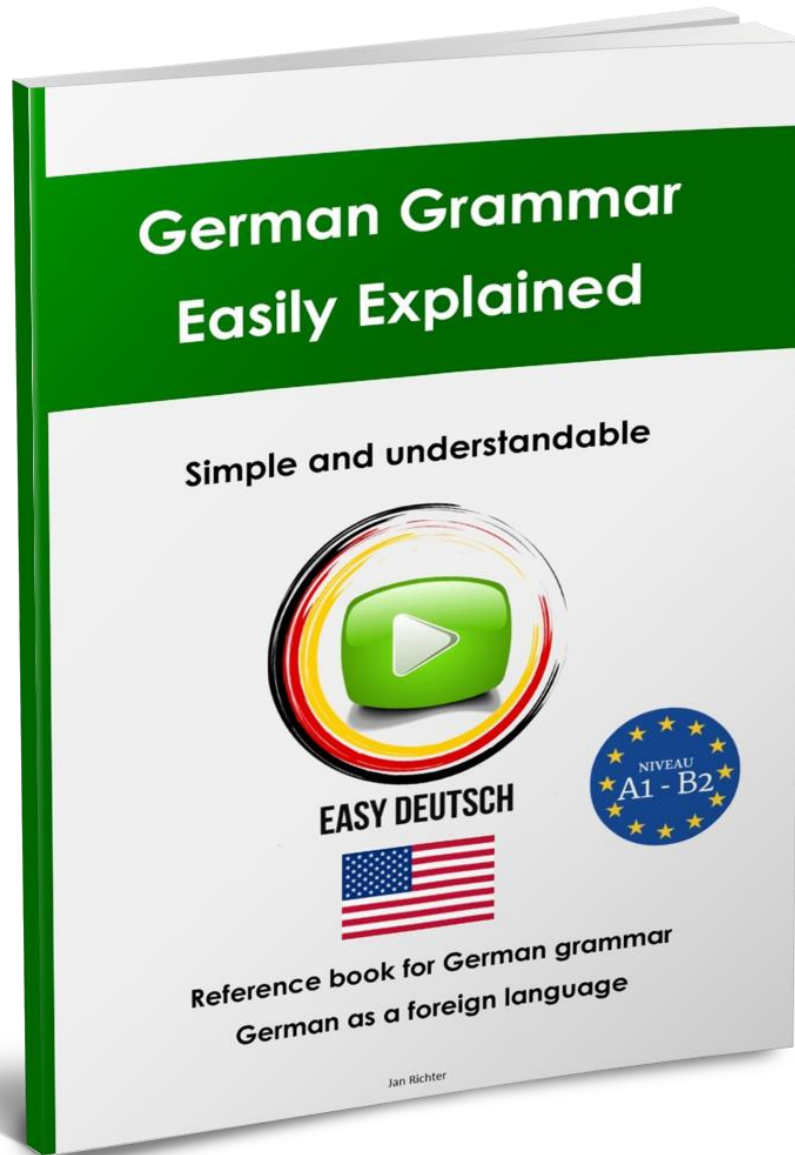 German Grammar
Easily Explained
Simple and understandable
EASY DEUTSCH
NIVEAU
A1 - B2
Reference book for German grammar
German as a foreign language
Jan Richter